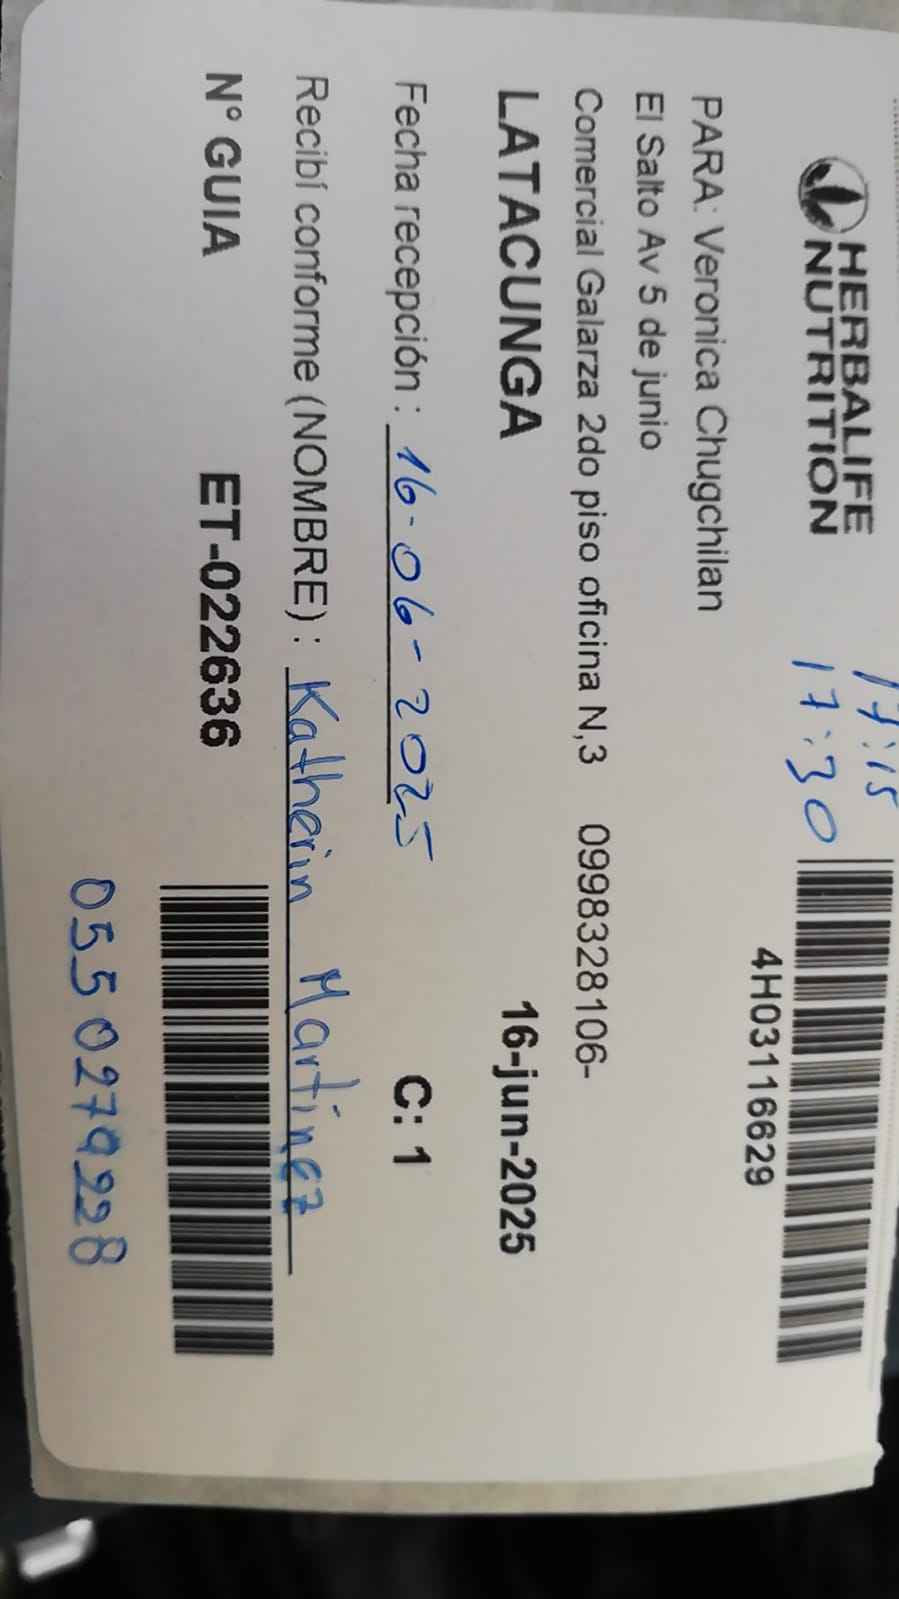 HERBALIFE
NUTRITION
17:15
17:30
4H03116629
PARA: Veronica Chugchilan
El Salto Av 5 de junio
Comercial Galarza 2do piso oficina N,3 0998328106-
LATACUNGA 16-jun-2025
Fecha recepción : 16-06-2025 C: 1
Recibí conforme (NOMBRE) : Katherin Martínez
N° GUIA ET-022636
0550279228